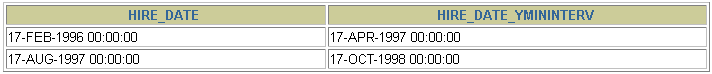 HIRE_DATE HIRE_DATE_YMININTERV
17-FEB-1996 00:00:00 17-APR-1997 00:00:00
17-AUG-1997 00:00:00 17-OCT-1998 00:00:00